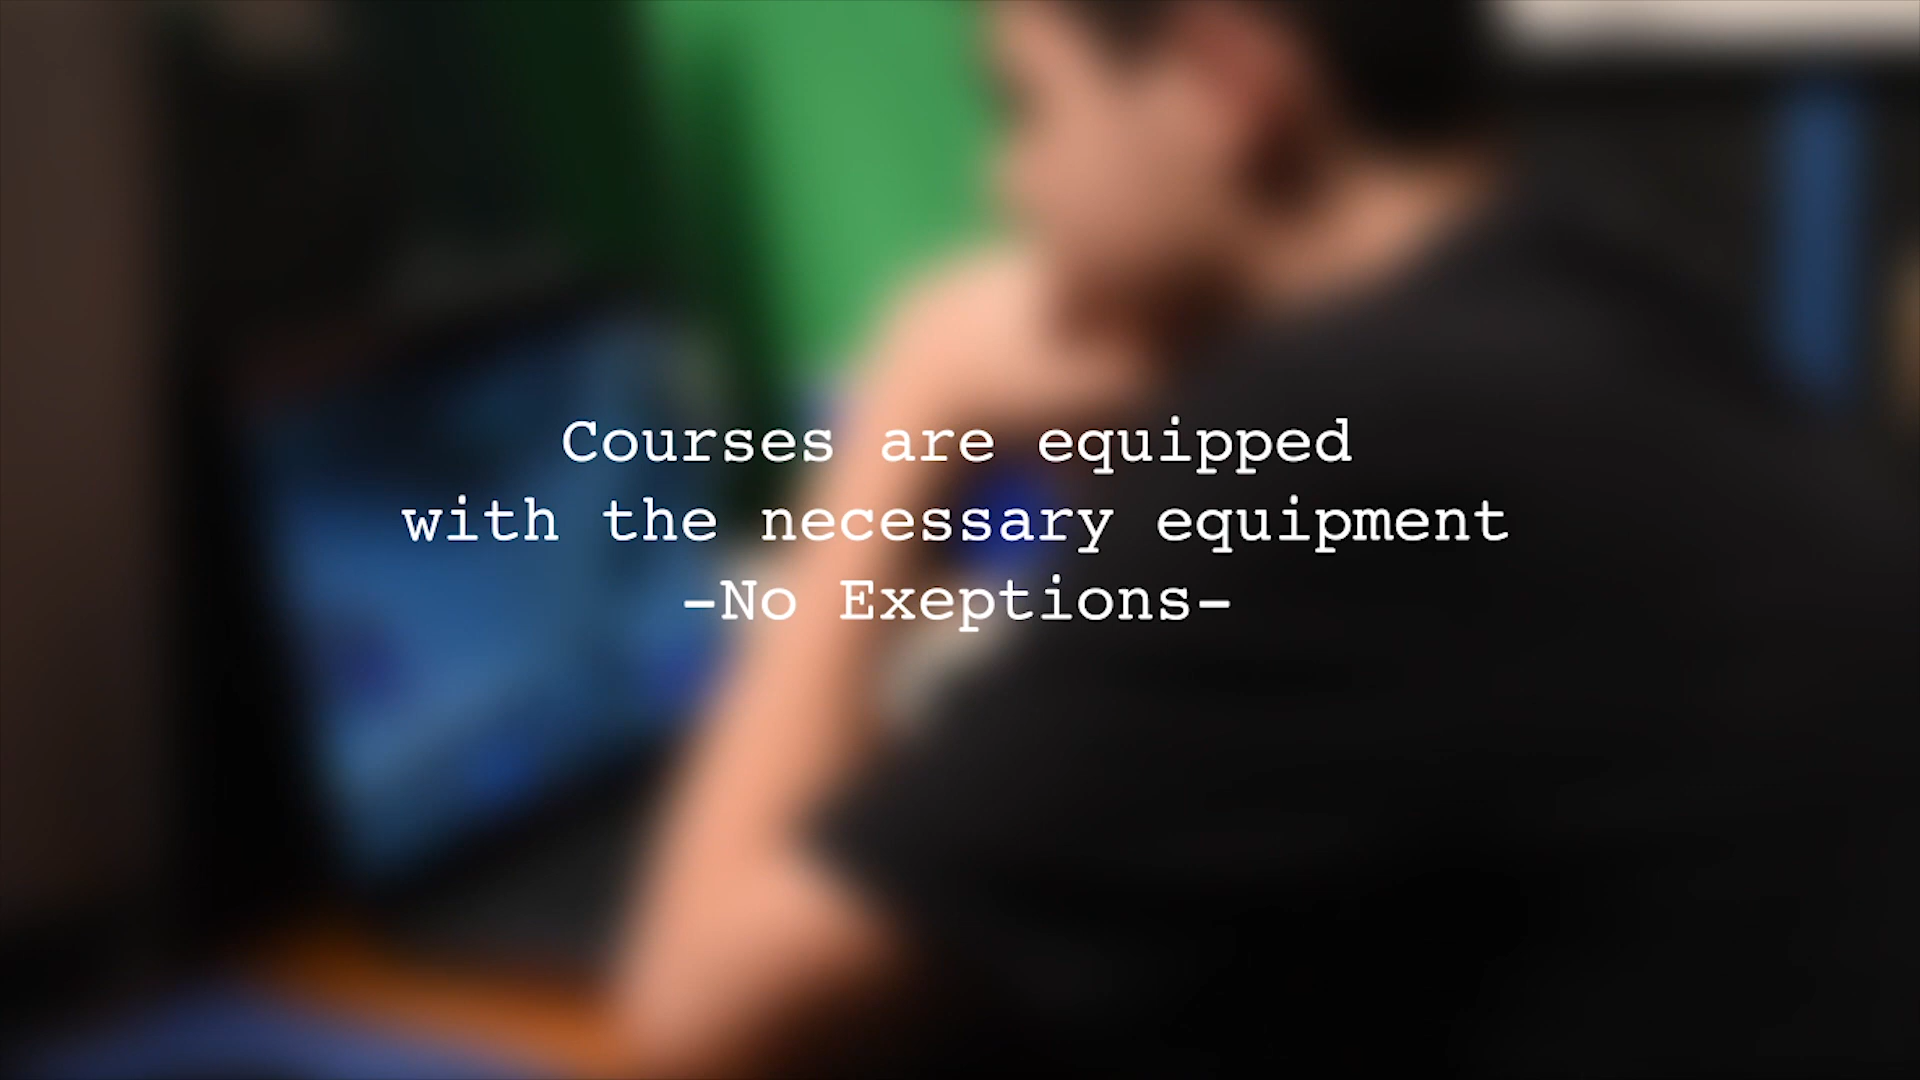 Courses are equipped
with the necessary equipment
-No Exeptions-